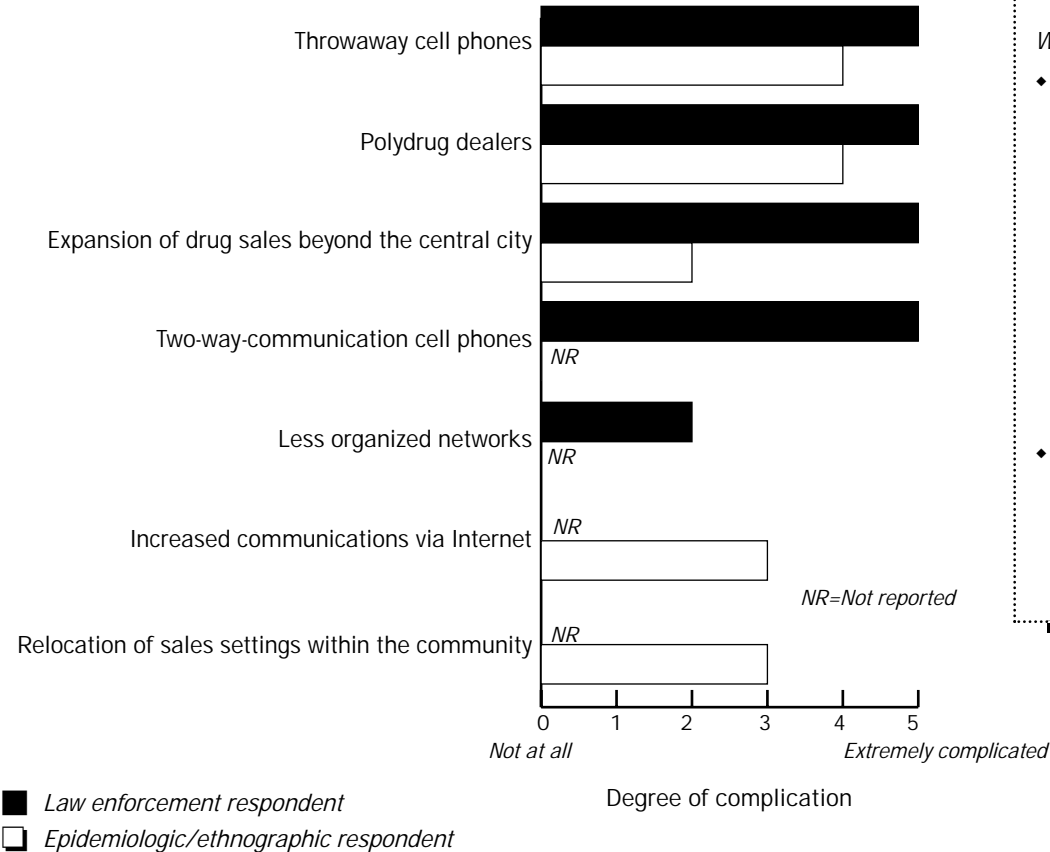 Throwaway cell phones
Polydrug dealers
Expansion of drug sales beyond the central city
Two-way-communication cell phones
NR
Less organized networks
NR
NR
Increased communications via Internet
NR=Not reported
NR
Relocation of sales settings within the community
0 1 2 3 4 5
Not at all Extremely complicated
Degree of complication
Law enforcement respondent
Epidemiologic/ethnographic respondent